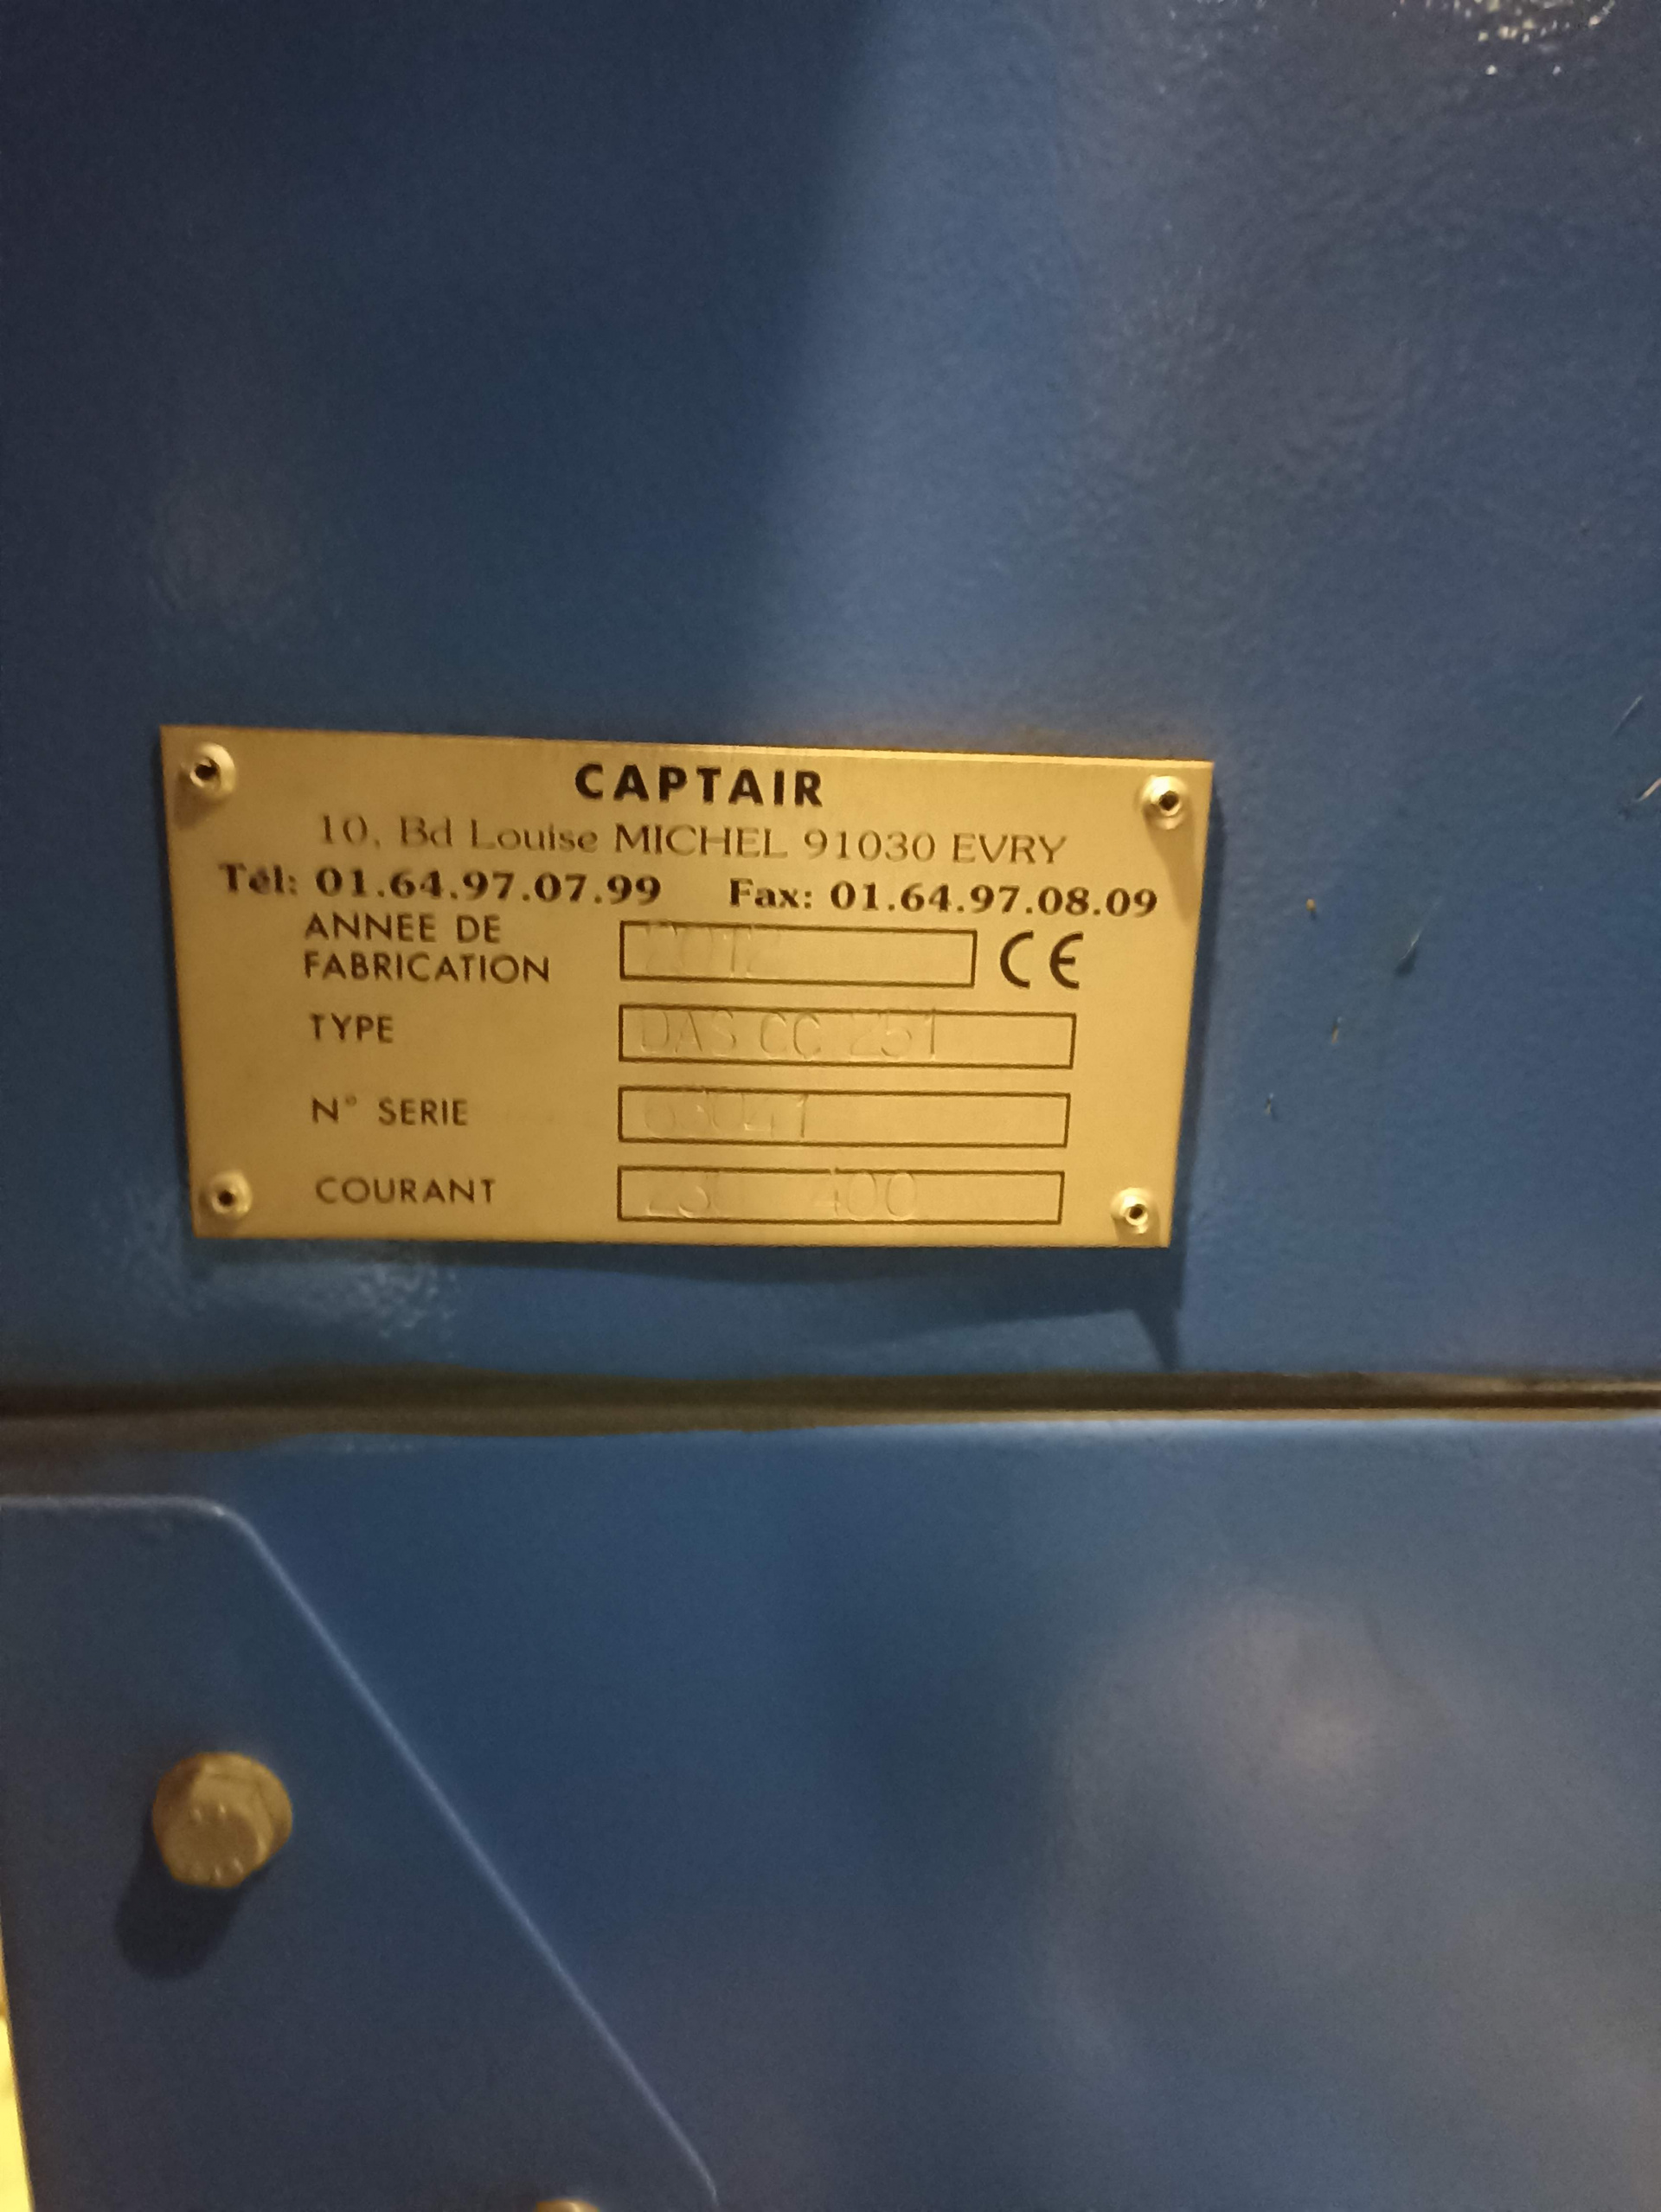 CAPTAIR
10, Bd Louise MICHEL 91030 EVRY
Tél: 01.64.97.07.99 Fax: 01.64.97.08.09
ANNEE DE
FABRICATION 2012 CE
TYPE DAS CC 251
N° SERIE
COURANT 230 400